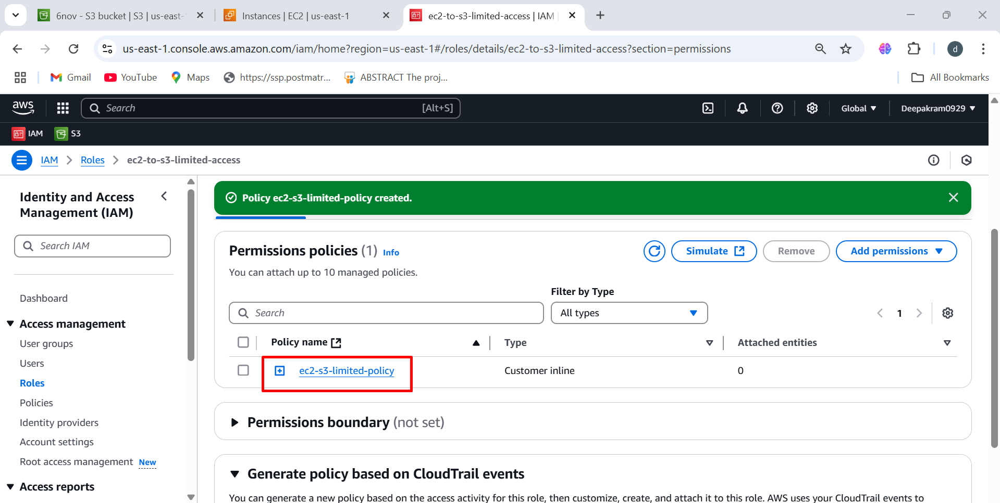 6nov - S3 bucket | S3 | us-east-1
Instances | EC2 | us-east-1
ec2-to-s3-limited-access | IAM |
us-east-1.console.aws.amazon.com/iam/home?region=us-east-1#/roles/details/ec2-to-s3-limited-access?section=permissions
d
Gmail
YouTube
Maps
https://ssp.postmatr...
ABSTRACT The proj...
All Bookmarks
aws
Search
[Alt+S]
Global
Deepakram0929
IAM
S3
IAM
Roles
ec2-to-s3-limited-access
Identity and Access
Management (IAM)
Search IAM
Dashboard
Access management
User groups
Users
Roles
Policies
Identity providers
Account settings
Root access management New
Access reports
Policy ec2-s3-limited-policy created.
Permissions policies (1) Info
Simulate
Remove
Add permissions
You can attach up to 10 managed policies.
Filter by Type
Search
All types
1
Policy name
Type
Attached entities
ec2-s3-limited-policy
Customer inline
0
Permissions boundary (not set)
Generate policy based on CloudTrail events
You can generate a new policy based on the access activity for this role, then customize, create, and attach it to this role. AWS uses your CloudTrail events to